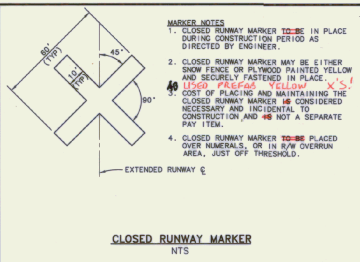 MARKER NOTES
1. CLOSED RUNWAY MARKER TO BE IN PLACE
DURING CONSTRUCTION PERIOD AS
DIRECTED BY ENGINEER.
2. CLOSED RUNWAY MARKER MAY BE EITHER
SNOW FENCE OR PLYWOOD PAINTED YELLOW
AND SECURELY FASTENED IN PLACE.
USED PREFAB YELLOW X'S!
3. COST OF PLACING AND MAINTAINING THE
CLOSED RUNWAY MARKER IS CONSIDERED
NECESSARY AND INCIDENTAL TO
CONSTRUCTION AND IS NOT A SEPARATE
PAY ITEM.
4. CLOSED RUNWAY MARKER TO BE PLACED
OVER NUMERALS, OR IN R/W OVERRUN
AREA, JUST OFF THRESHOLD.
60'
(TYP)
10'
(TYP)
45°
90°
EXTENDED RUNWAY ℄
CLOSED RUNWAY MARKER
NTS